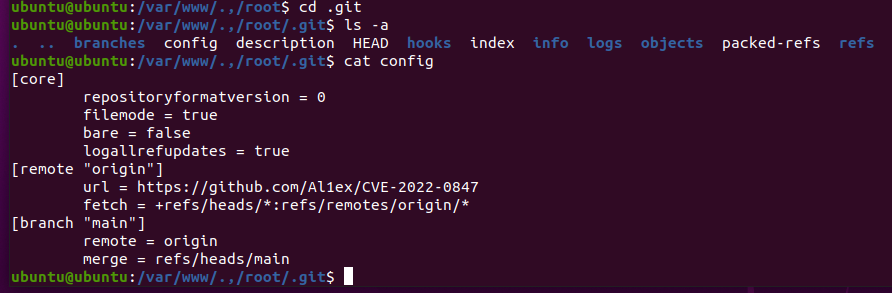 ubuntu@ubuntu:/var/www/.,/root$ cd .git
ubuntu@ubuntu:/var/www/.,/root/.git$ ls -a
. .. branches config description HEAD hooks index info logs objects packed-refs refs
ubuntu@ubuntu:/var/www/.,/root/.git$ cat config
[core]
        repositoryformatversion = 0
        filemode = true
        bare = false
        logallrefupdates = true
[remote "origin"]
        url = https://github.com/Al1ex/CVE-2022-0847
        fetch = +refs/heads/*:refs/remotes/origin/*
[branch "main"]
        remote = origin
        merge = refs/heads/main
ubuntu@ubuntu:/var/www/.,/root/.git$